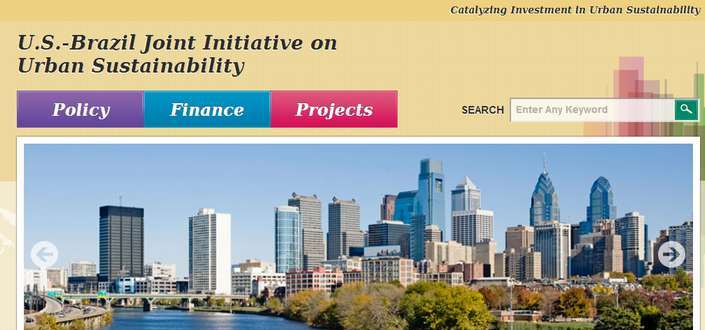 Catalyzing Investment in Urban Sustainability
U.S.-Brazil Joint Initiative on
Urban Sustainability
Policy
Finance
Projects
SEARCH
Enter Any Keyword